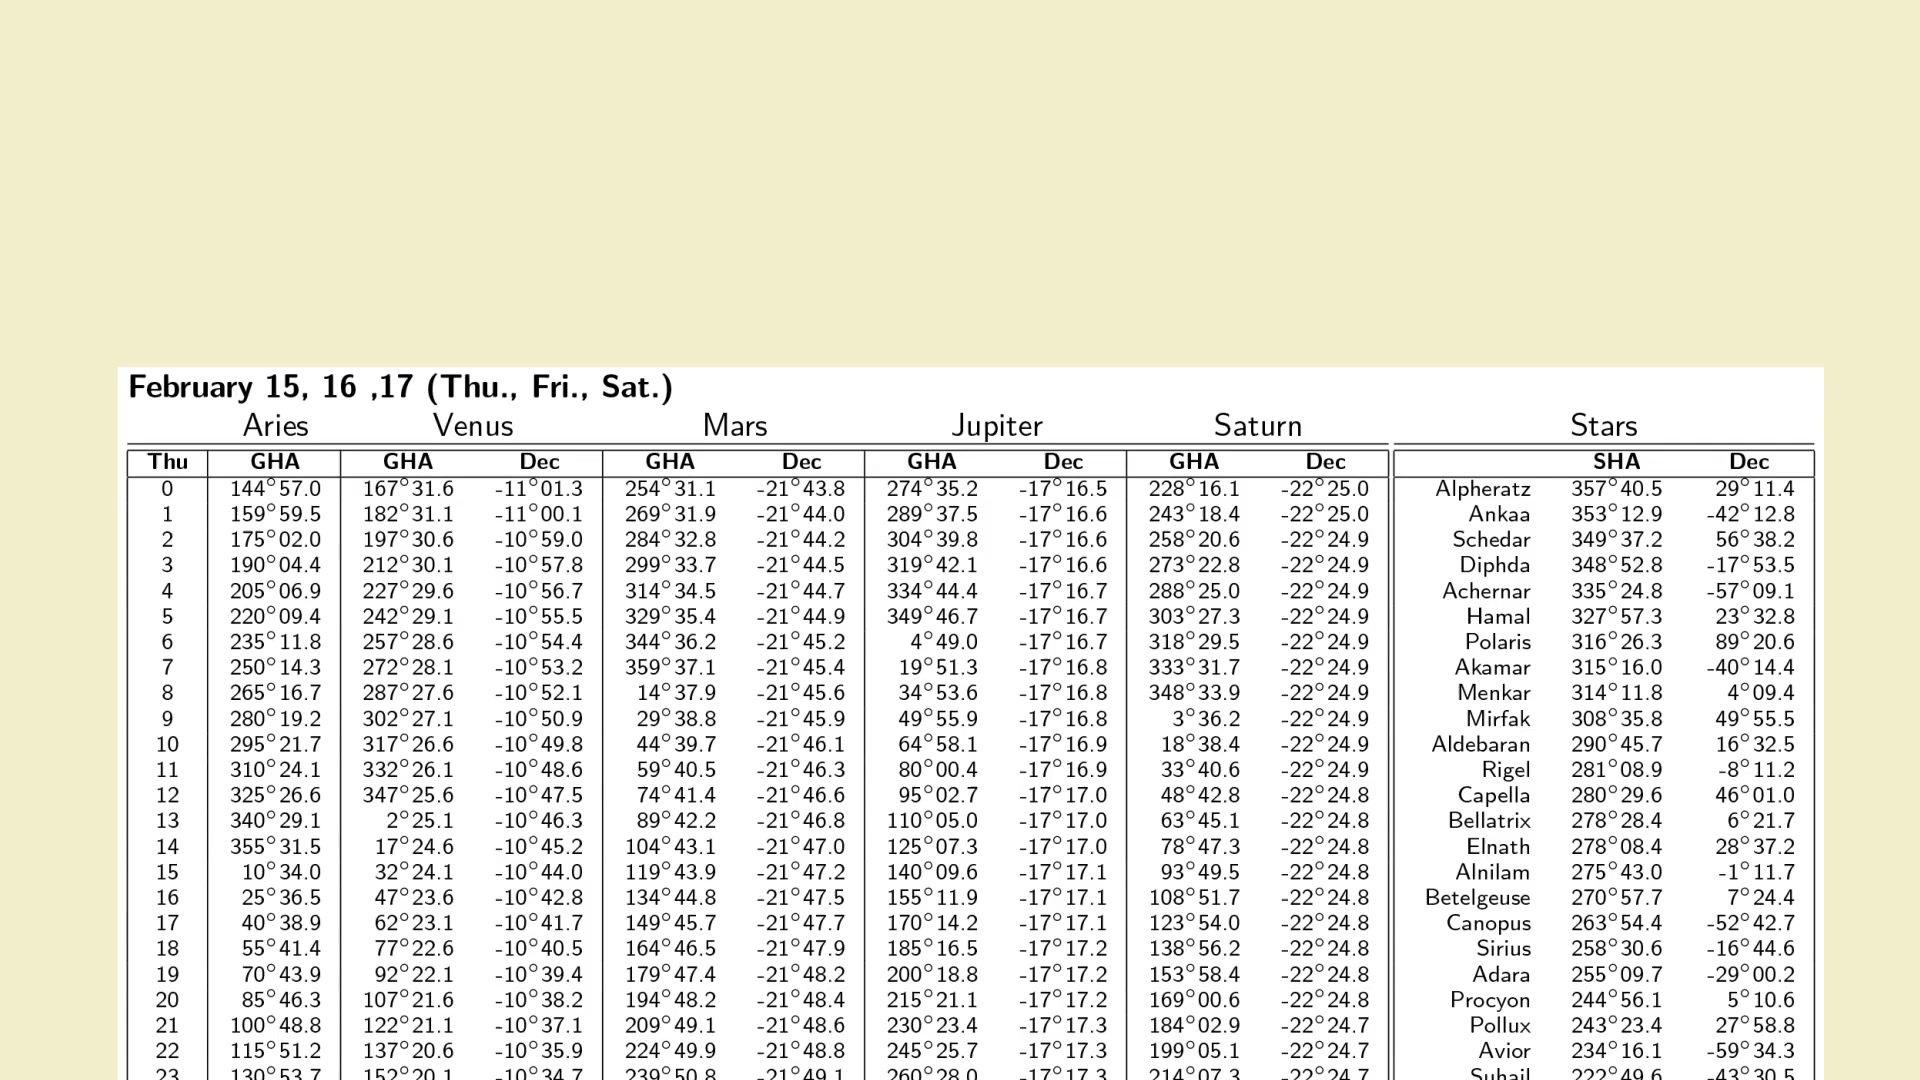 February 15, 16 ,17 (Thu., Fri., Sat.)
Aries Venus Mars Jupiter Saturn Stars
Thu GHA GHA Dec GHA Dec GHA Dec GHA Dec SHA Dec
0 144°57.0 167°31.6 -11°01.3 254°31.1 -21°43.8 274°35.2 -17°16.5 228°16.1 -22°25.0 Alpheratz 357°40.5 29°11.4
1 159°59.5 182°31.1 -11°00.1 269°31.9 -21°44.0 289°37.5 -17°16.6 243°18.4 -22°25.0 Ankaa 353°12.9 -42°12.8
2 175°02.0 197°30.6 -10°59.0 284°32.8 -21°44.2 304°39.8 -17°16.6 258°20.6 -22°24.9 Schedar 349°37.2 56°38.2
3 190°04.4 212°30.1 -10°57.8 299°33.7 -21°44.5 319°42.1 -17°16.6 273°22.8 -22°24.9 Diphda 348°52.8 -17°53.5
4 205°06.9 227°29.6 -10°56.7 314°34.5 -21°44.7 334°44.4 -17°16.7 288°25.0 -22°24.9 Achernar 335°24.8 -57°09.1
5 220°09.4 242°29.1 -10°55.5 329°35.4 -21°44.9 349°46.7 -17°16.7 303°27.3 -22°24.9 Hamal 327°57.3 23°32.8
6 235°11.8 257°28.6 -10°54.4 344°36.2 -21°45.2 4°49.0 -17°16.7 318°29.5 -22°24.9 Polaris 316°26.3 89°20.6
7 250°14.3 272°28.1 -10°53.2 359°37.1 -21°45.4 19°51.3 -17°16.8 333°31.7 -22°24.9 Akamar 315°16.0 -40°14.4
8 265°16.7 287°27.6 -10°52.1 14°37.9 -21°45.6 34°53.6 -17°16.8 348°33.9 -22°24.9 Menkar 314°11.8 4°09.4
9 280°19.2 302°27.1 -10°50.9 29°38.8 -21°45.9 49°55.9 -17°16.8 3°36.2 -22°24.9 Mirfak 308°35.8 49°55.5
10 295°21.7 317°26.6 -10°49.8 44°39.7 -21°46.1 64°58.1 -17°16.9 18°38.4 -22°24.9 Aldebaran 290°45.7 16°32.5
11 310°24.1 332°26.1 -10°48.6 59°40.5 -21°46.3 80°00.4 -17°16.9 33°40.6 -22°24.9 Rigel 281°08.9 -8°11.2
12 325°26.6 347°25.6 -10°47.5 74°41.4 -21°46.6 95°02.7 -17°17.0 48°42.8 -22°24.8 Capella 280°29.6 46°01.0
13 340°29.1 2°25.1 -10°46.3 89°42.2 -21°46.8 110°05.0 -17°17.0 63°45.1 -22°24.8 Bellatrix 278°28.4 6°21.7
14 355°31.5 17°24.6 -10°45.2 104°43.1 -21°47.0 125°07.3 -17°17.0 78°47.3 -22°24.8 Elnath 278°08.4 28°37.2
15 10°34.0 32°24.1 -10°44.0 119°43.9 -21°47.2 140°09.6 -17°17.1 93°49.5 -22°24.8 Alnilam 275°43.0 -1°11.7
16 25°36.5 47°23.6 -10°42.8 134°44.8 -21°47.5 155°11.9 -17°17.1 108°51.7 -22°24.8 Betelgeuse 270°57.7 7°24.4
17 40°38.9 62°23.1 -10°41.7 149°45.7 -21°47.7 170°14.2 -17°17.1 123°54.0 -22°24.8 Canopus 263°54.4 -52°42.7
18 55°41.4 77°22.6 -10°40.5 164°46.5 -21°47.9 185°16.5 -17°17.2 138°56.2 -22°24.8 Sirius 258°30.6 -16°44.6
19 70°43.9 92°22.1 -10°39.4 179°47.4 -21°48.2 200°18.8 -17°17.2 153°58.4 -22°24.8 Adara 255°09.7 -29°00.2
20 85°46.3 107°21.6 -10°38.2 194°48.2 -21°48.4 215°21.1 -17°17.2 169°00.6 -22°24.8 Procyon 244°56.1 5°10.6
21 100°48.8 122°21.1 -10°37.1 209°49.1 -21°48.6 230°23.4 -17°17.3 184°02.9 -22°24.7 Pollux 243°23.4 27°58.8
22 115°51.2 137°20.6 -10°35.9 224°49.9 -21°48.8 245°25.7 -17°17.3 199°05.1 -22°24.7 Avior 234°16.1 -59°34.3
23 130°53.7 152°20.1 -10°34.7 239°50.8 -21°49.1 260°28.0 -17°17.3 214°07.3 -22°24.7 Suhail 222°49.6 -43°30.5